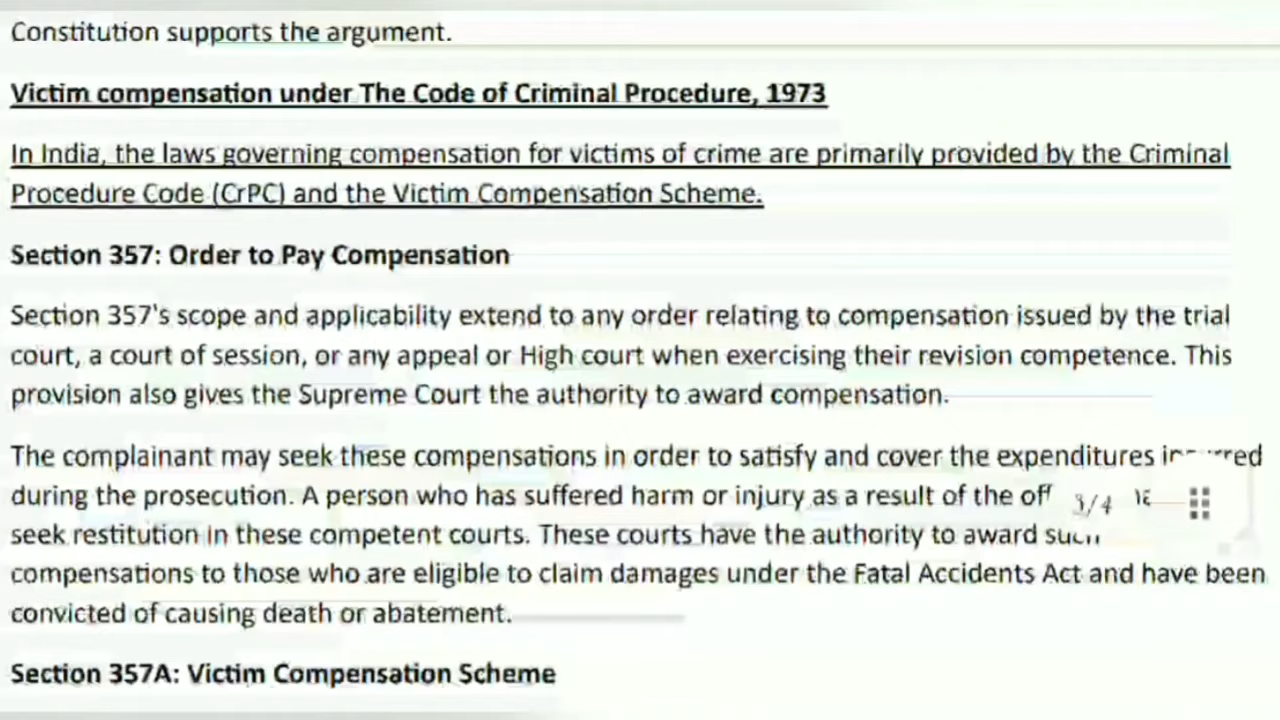 Constitution supports the argument.
Victim compensation under The Code of Criminal Procedure, 1973
In India, the laws governing compensation for victims of crime are primarily provided by the Criminal
Procedure Code (CrPC) and the Victim Compensation Scheme.
Section 357: Order to Pay Compensation
Section 357's scope and applicability extend to any order relating to compensation issued by the trial
court, a court of session, or any appeal or High court when exercising their revision competence. This
provision also gives the Supreme Court the authority to award compensation.
The complainant may seek these compensations in order to satisfy and cover the expenditures
during the prosecution. A person who has suffered harm or injury as a result of the
3/4
seek restitution in these competent courts. These courts have the authority to award
compensations to those who are eligible to claim damages under the Fatal Accidents Act and have been
convicted of causing death or abatement.
Section 357A: Victim Compensation Scheme